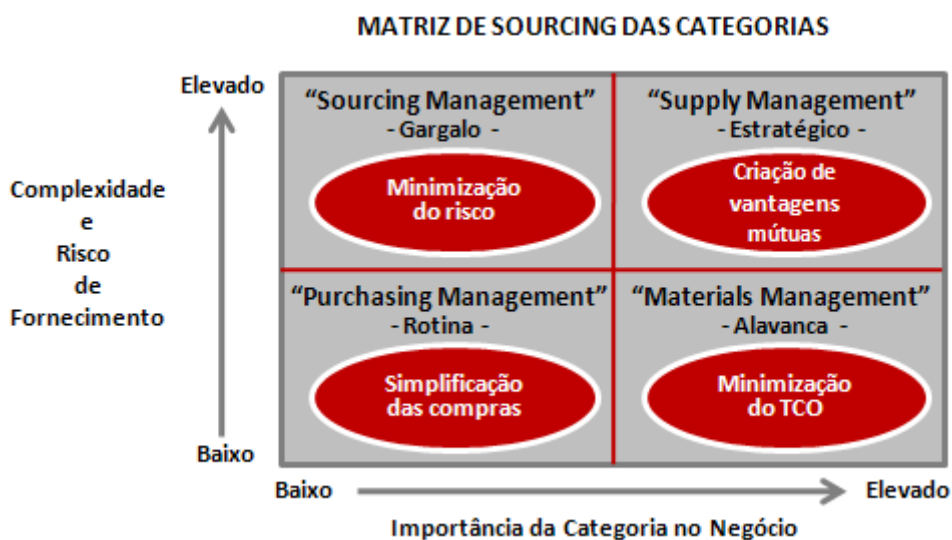 MATRIZ DE SOURCING DAS CATEGORIAS
Elevado
Complexidade
e
Risco
de
Fornecimento
Baixo
“Sourcing Management”
- Gargalo -
Minimização
do risco
“Supply Management”
- Estratégico -
Criação de
vantagens
mútuas
“Purchasing Management”
- Rotina -
Simplificação
das compras
“Materials Management”
- Alavanca -
Minimização
do TCO
Baixo
Elevado
Importância da Categoria no Negócio